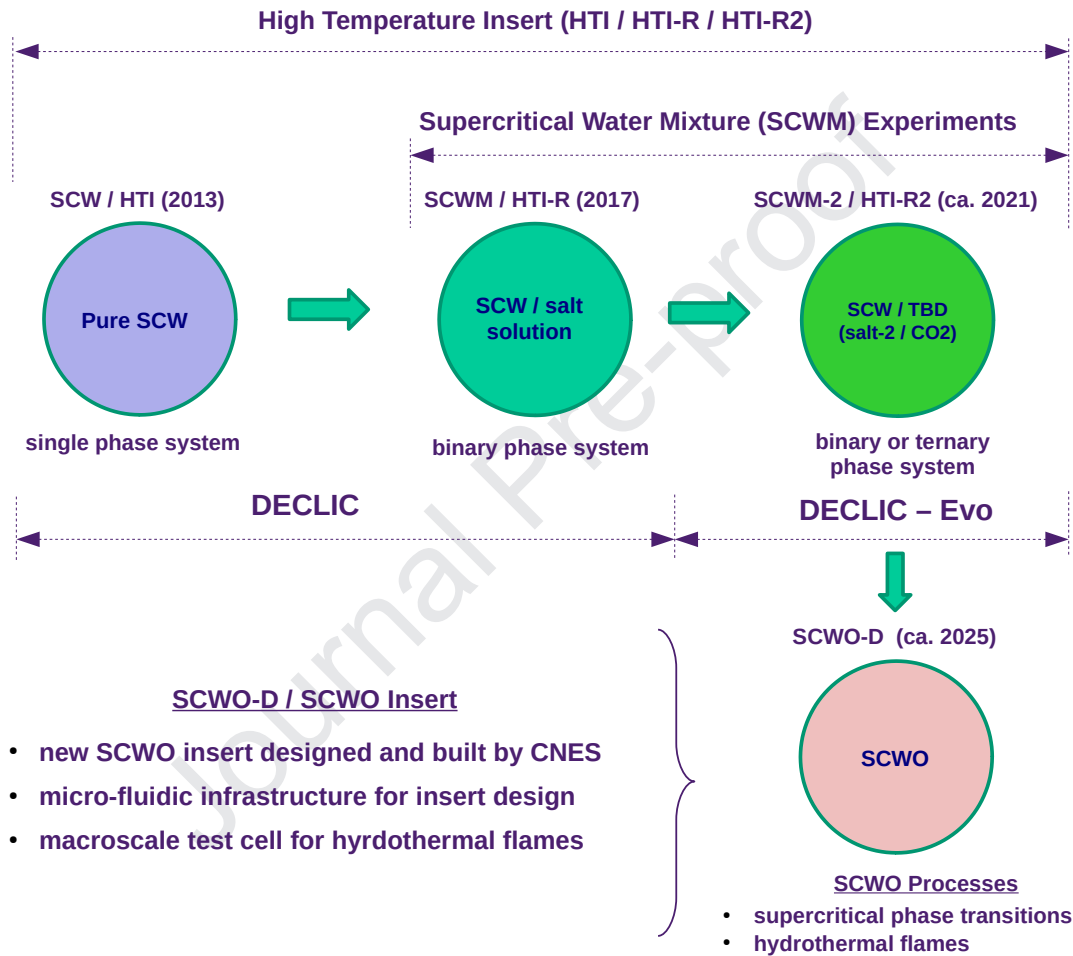 High Temperature Insert (HTI / HTI-R / HTI-R2)
Supercritical Water Mixture (SCWM) Experiments
SCW / HTI (2013)
SCWM / HTI-R (2017)
SCWM-2 / HTI-R2 (ca. 2021)
Pure SCW
SCW / salt
solution
SCW / TBD
(salt-2 / CO2)
single phase system
binary phase system
binary or ternary
phase system
DECLIC
DECLIC – Evo
SCWO-D (ca. 2025)
SCWO-D / SCWO Insert
• new SCWO insert designed and built by CNES
• micro-fluidic infrastructure for insert design
• macroscale test cell for hyrdothermal flames
SCWO
SCWO Processes
• supercritical phase transitions
• hydrothermal flames
Journal Pre-proof